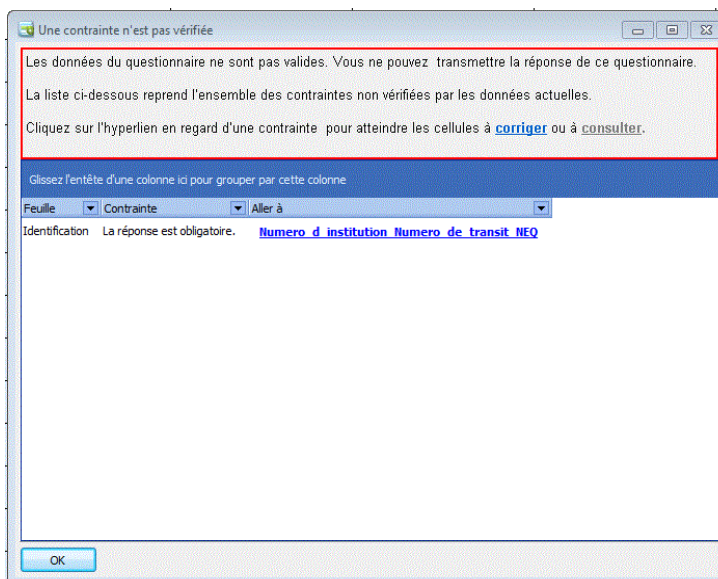 Une contrainte n'est pas vérifiée
Les données du questionnaire ne sont pas valides. Vous ne pouvez transmettre la réponse de ce questionnaire.
La liste ci-dessous reprend l'ensemble des contraintes non vérifiées par les données actuelles.
Cliquez sur l'hyperlien en regard d'une contrainte pour atteindre les cellules à corriger ou à consulter.
Glissez l'entête d'une colonne ici pour grouper par cette colonne
Feuille Contrainte Aller à
Identification La réponse est obligatoire. Numero_d_institution_Numero_de_transit_NEQ
OK